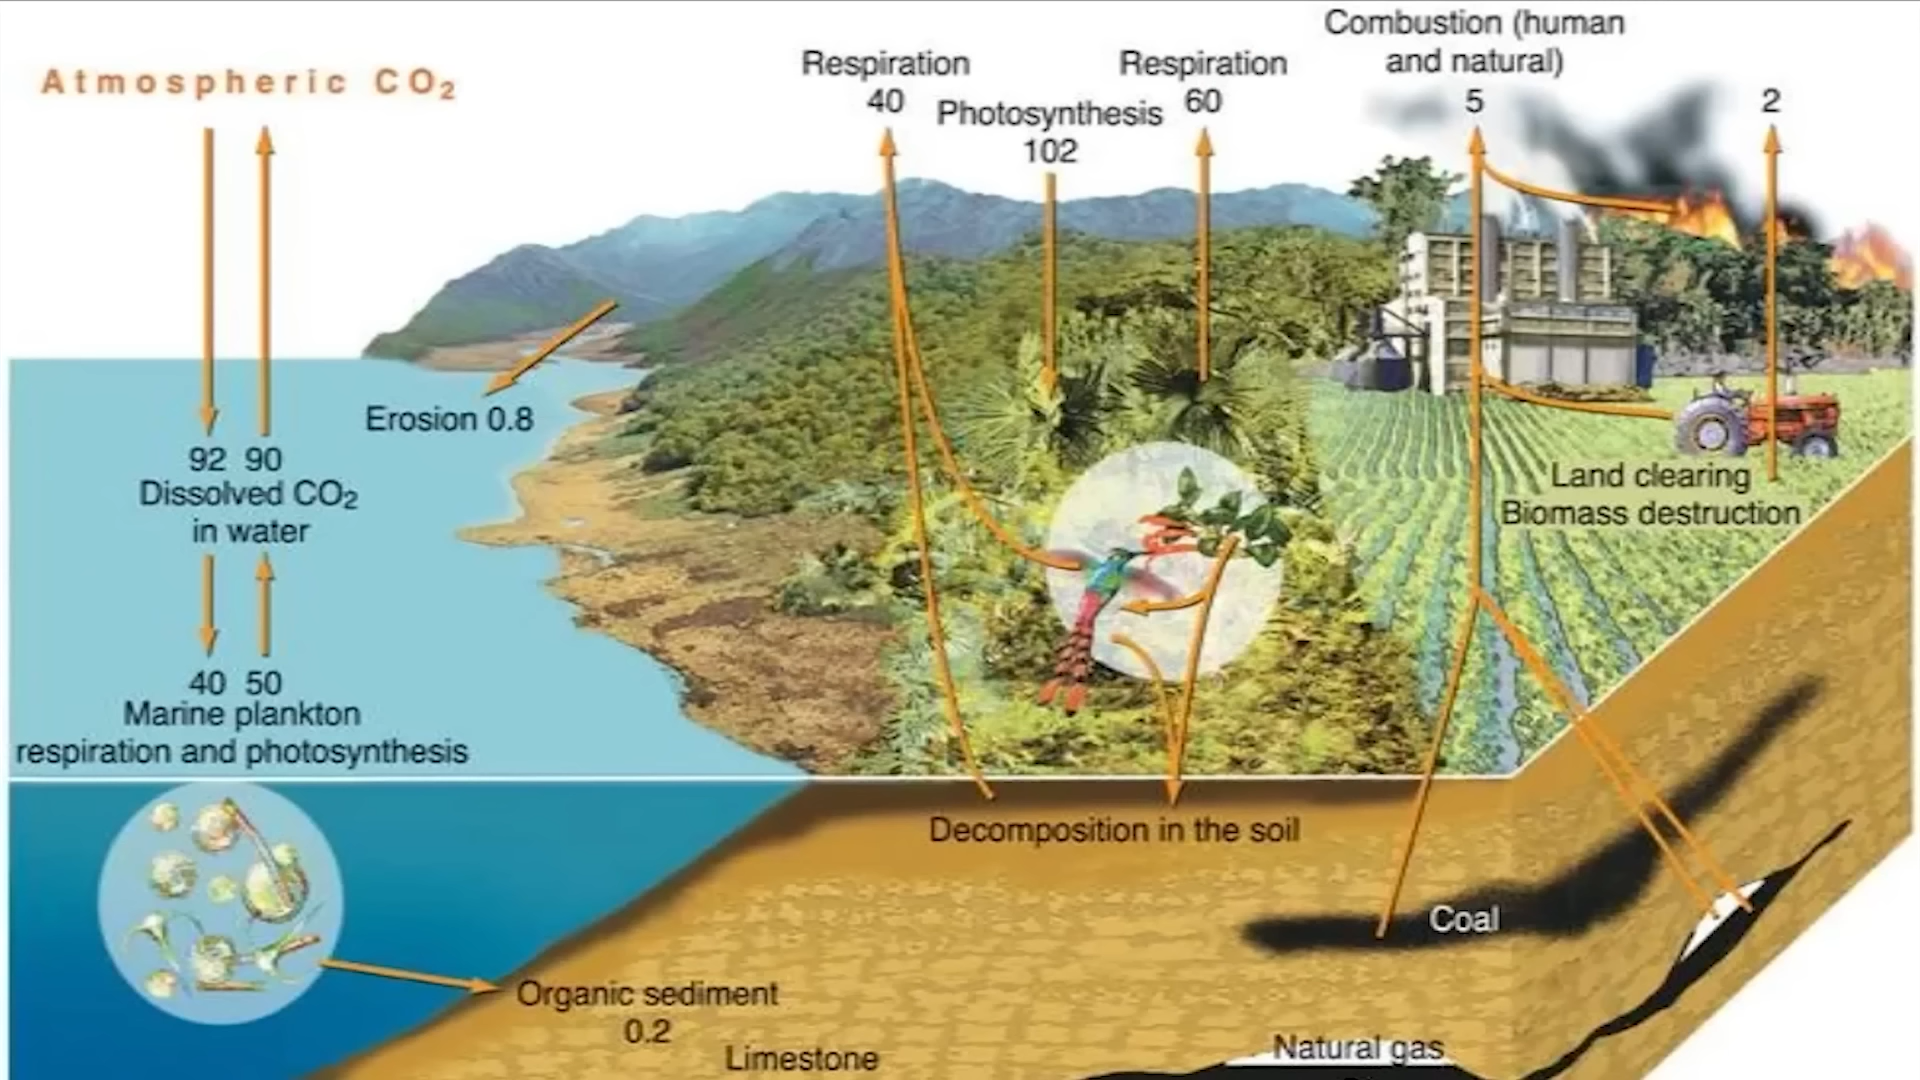 Atmospheric CO2
Respiration
40
Photosynthesis
102
Respiration
60
Combustion (human
and natural)
5
2
Erosion 0.8
92 90
Dissolved CO2
in water
40 50
Marine plankton
respiration and photosynthesis
Land clearing
Biomass destruction
Decomposition in the soil
Coal
Organic sediment
0.2
Limestone
Natural gas